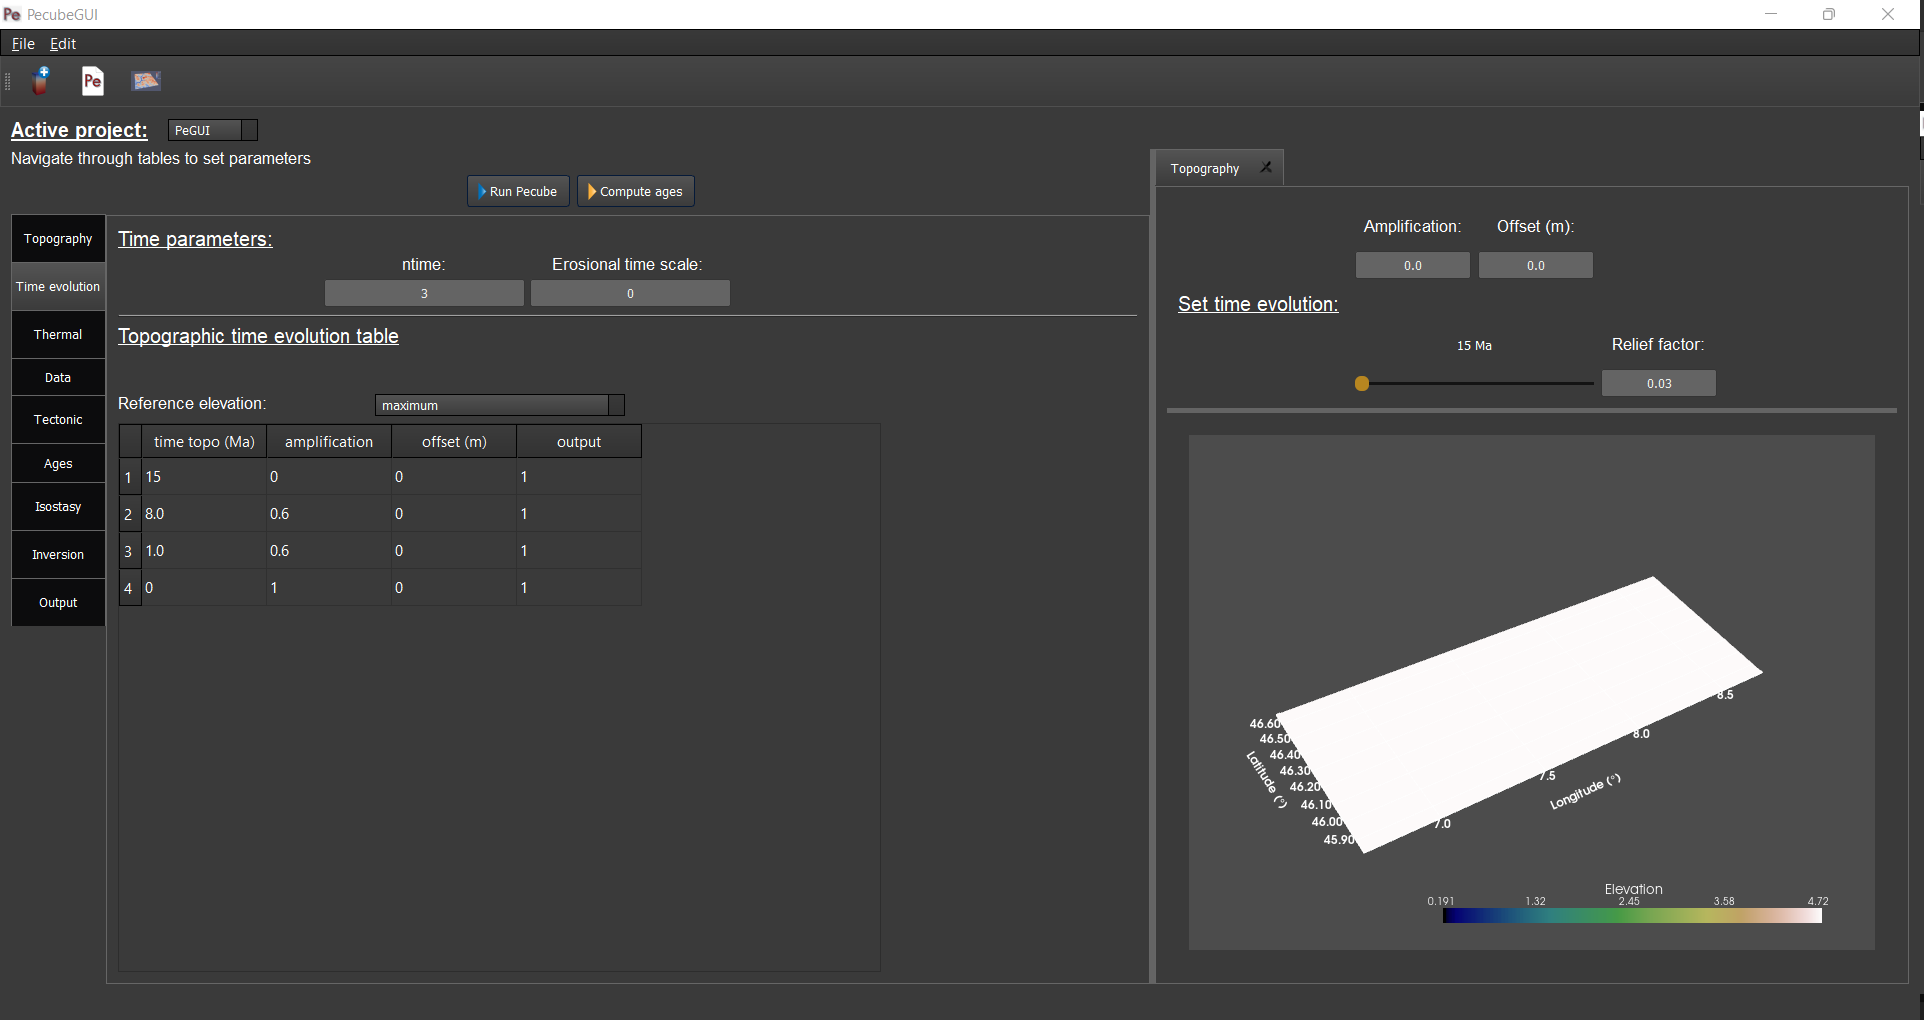 PecubeGUI
File Edit
Pe
Active project: PeGUI
Navigate through tables to set parameters
Run Pecube Compute ages
Topography
Time evolution
Thermal
Data
Tectonic
Ages
Isostasy
Inversion
Output
Time parameters:
ntime: Erosional time scale:
3 0
Topographic time evolution table
Reference elevation: maximum
time topo (Ma) amplification offset (m) output
1 15 0 0 1
2 8.0 0.6 0 1
3 1.0 0.6 0 1
4 0 1 0 1
Topography
Amplification: Offset (m):
0.0 0.0
Set time evolution:
15 Ma Relief factor:
0.03
46.60
46.50
46.40
46.30
46.20
46.10
46.00
45.90
Latitude (°)
7.0
7.5
8.0
8.5
Longitude (°)
Elevation
0.191 1.32 2.45 3.58 4.72